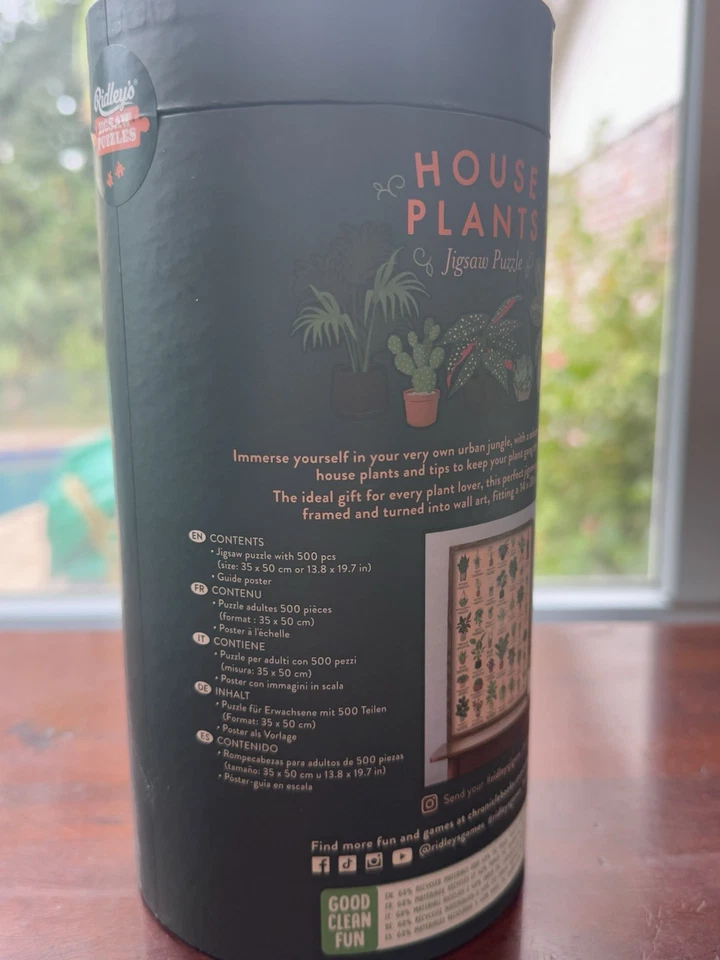 Ridley's
JIGSAW
PUZZLES
HOUSE
PLANTS
Jigsaw Puzzle
Immerse yourself in your very own urban jungle, with
house plants and tips to keep your plant
The ideal gift for every plant lover, this perfect
framed and turned into wall art, fitting a 14
EN CONTENTS
• Jigsaw puzzle with 500 pcs
(size: 35 x 50 cm or 13.8 x 19.7 in)
• Guide poster
FR CONTENU
• Puzzle adultes 500 pièces
(format : 35 x 50 cm)
• Poster à l'échelle
IT CONTIENE
• Puzzle per adulti con 500 pezzi
(misura: 35 x 50 cm)
• Poster con immagini in scala
DE INHALT
• Puzzle für Erwachsene mit 500 Teilen
(Format: 35 x 50 cm)
• Poster als Vorlage
ES CONTENIDO
• Rompecabezas para adultos de 500 piezas
(tamaño: 35 x 50 cm u 13.8 x 19.7 in)
• Póster-guía en escala
Send your
Find more fun and games at
@ridleysgames
GOOD
CLEAN
FUN